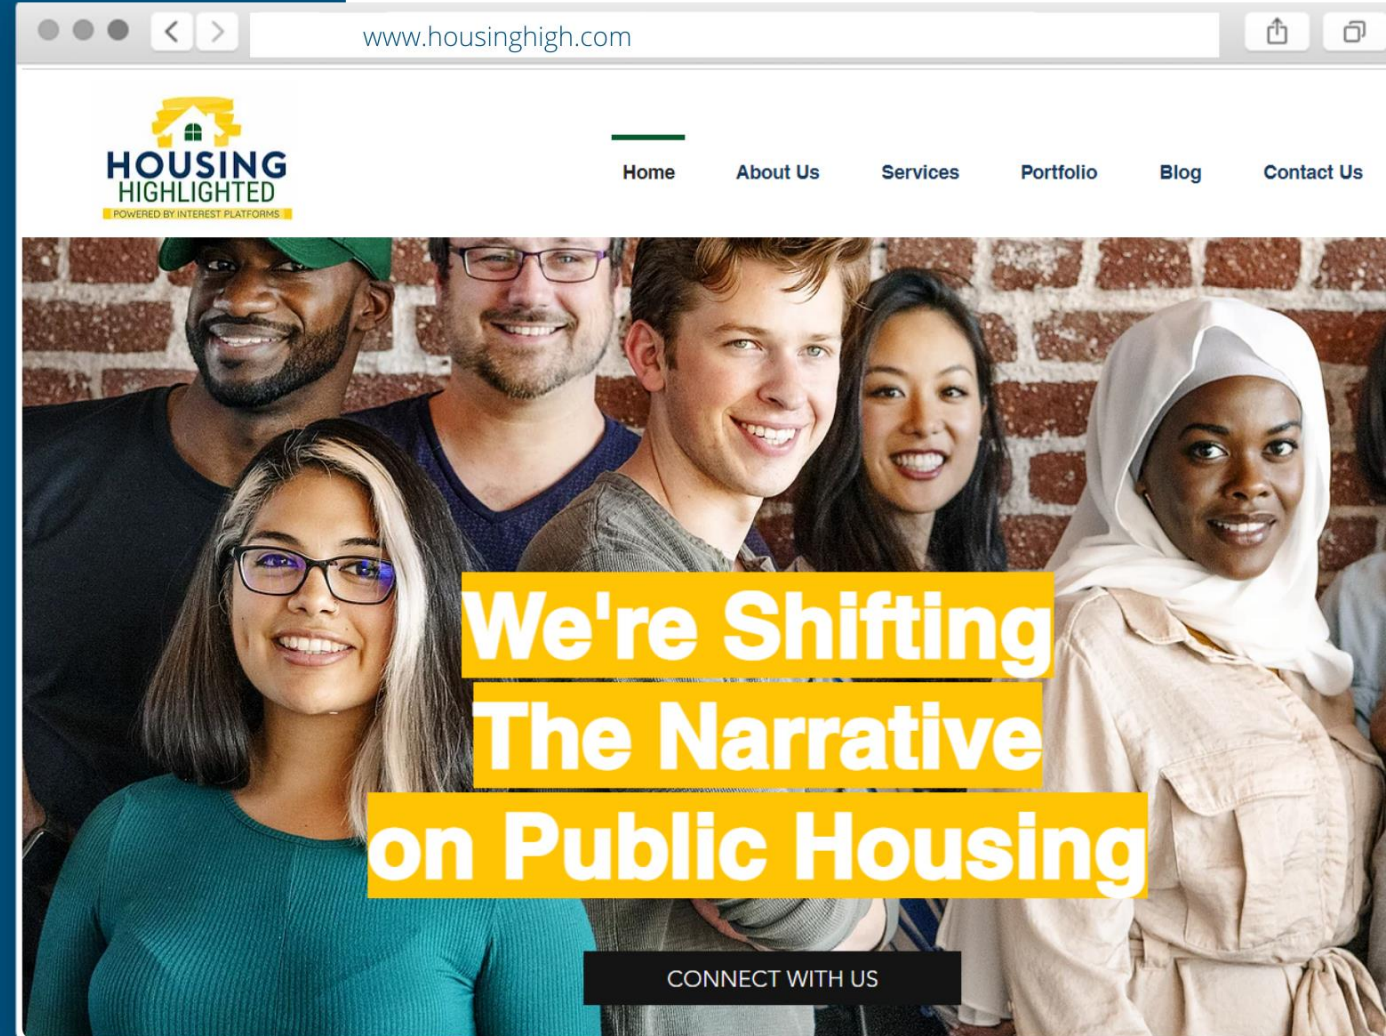 www.housinghigh.com
HOUSING
HIGHLIGHTED
POWERED BY INTEREST PLATFORMS
Home About Us Services Portfolio Blog Contact Us
We're Shifting
The Narrative
on Public Housing
CONNECT WITH US